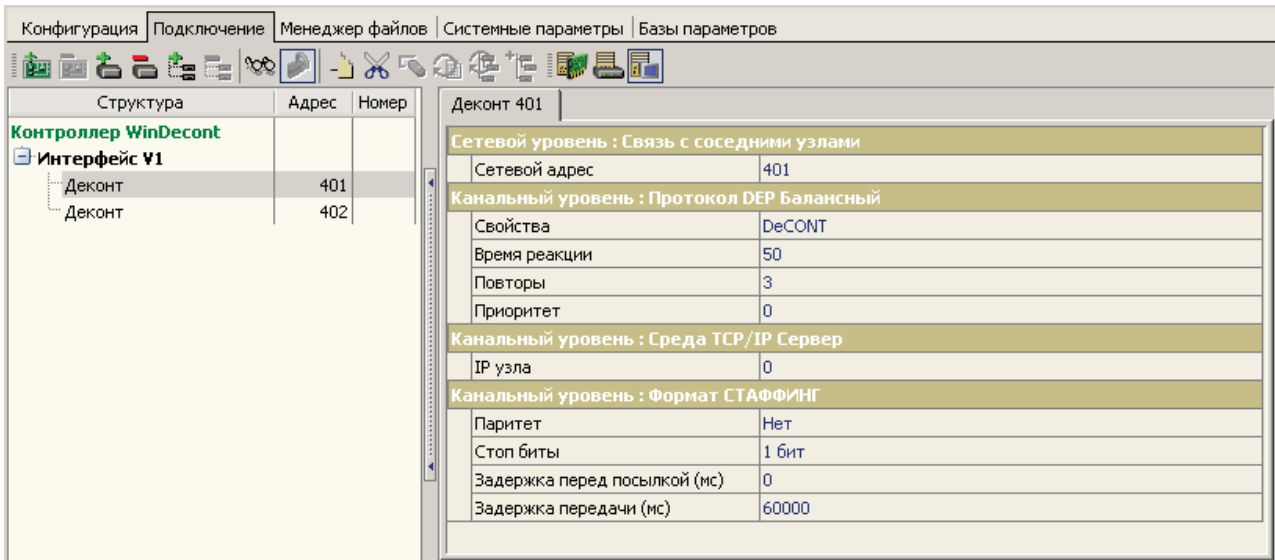 Конфигурация Подключение Менеджер файлов Системные параметры Базы параметров
Структура Адрес Номер
Контроллер WinDecont
Интерфейс V1
Деконт 401
Деконт 402
Деконт 401
Сетевой уровень : Связь с соседними узлами
Сетевой адрес 401
Канальный уровень : Протокол DEP Балансный
Свойства DeCONT
Время реакции 50
Повторы 3
Приоритет 0
Канальный уровень : Среда TCP/IP Сервер
IP узла 0
Канальный уровень : Формат СТАФФИНГ
Паритет Нет
Стоп биты 1 бит
Задержка перед посылкой (мс) 0
Задержка передачи (мс) 60000